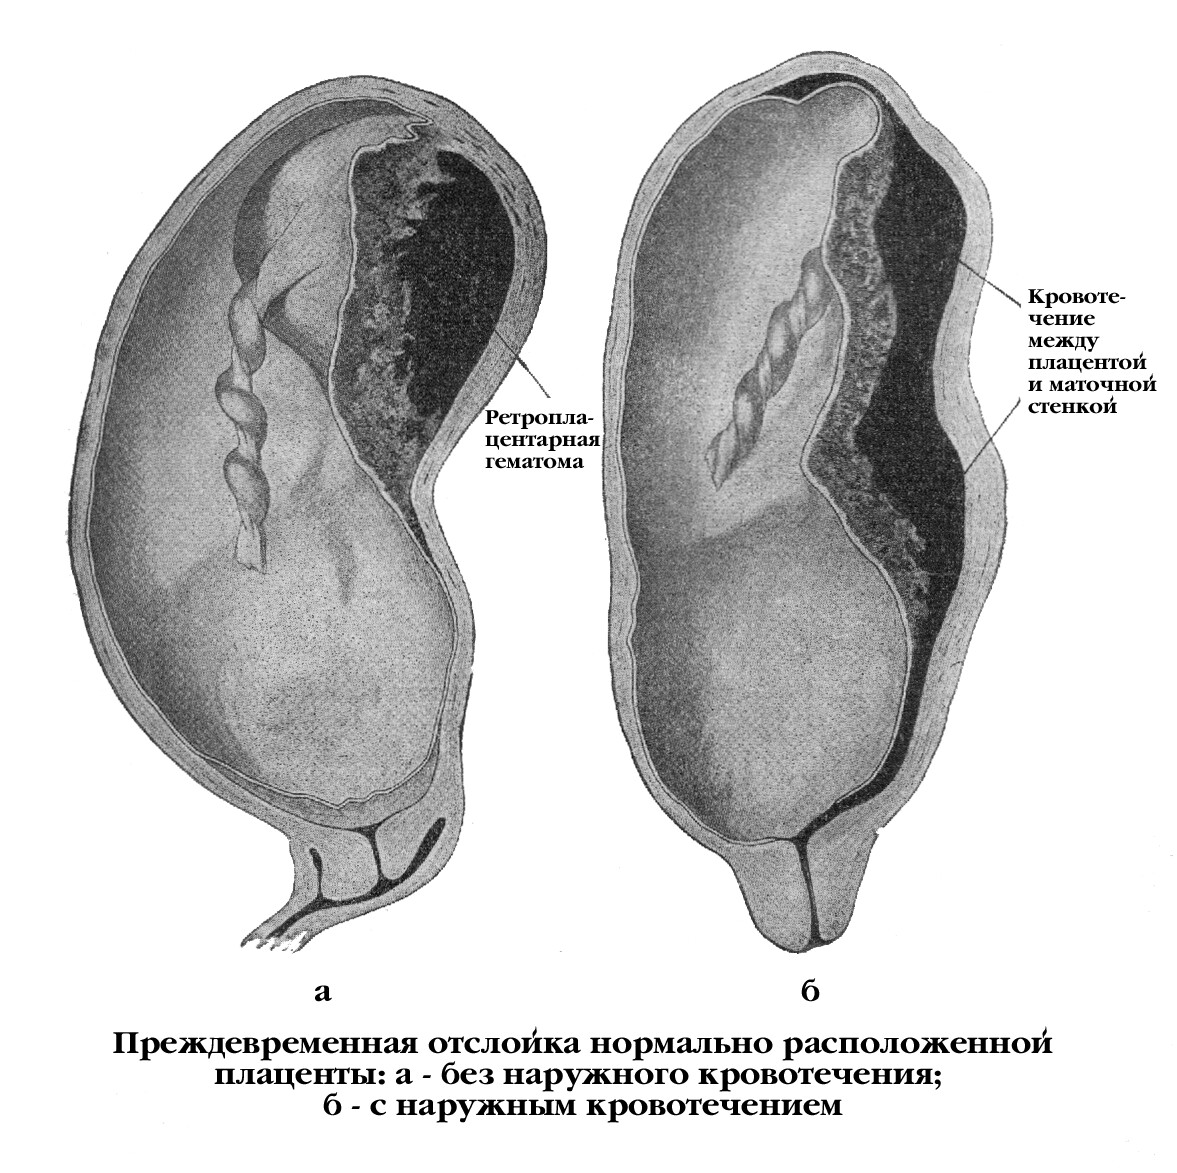 Ретропла-
центарная
гематома
Кровоте-
чение
между
плацентой
и маточной
стенкой
а
б
Преждевременная отслойка нормально расположенной
плаценты: а - без наружного кровотечения;
б - с наружным кровотечением